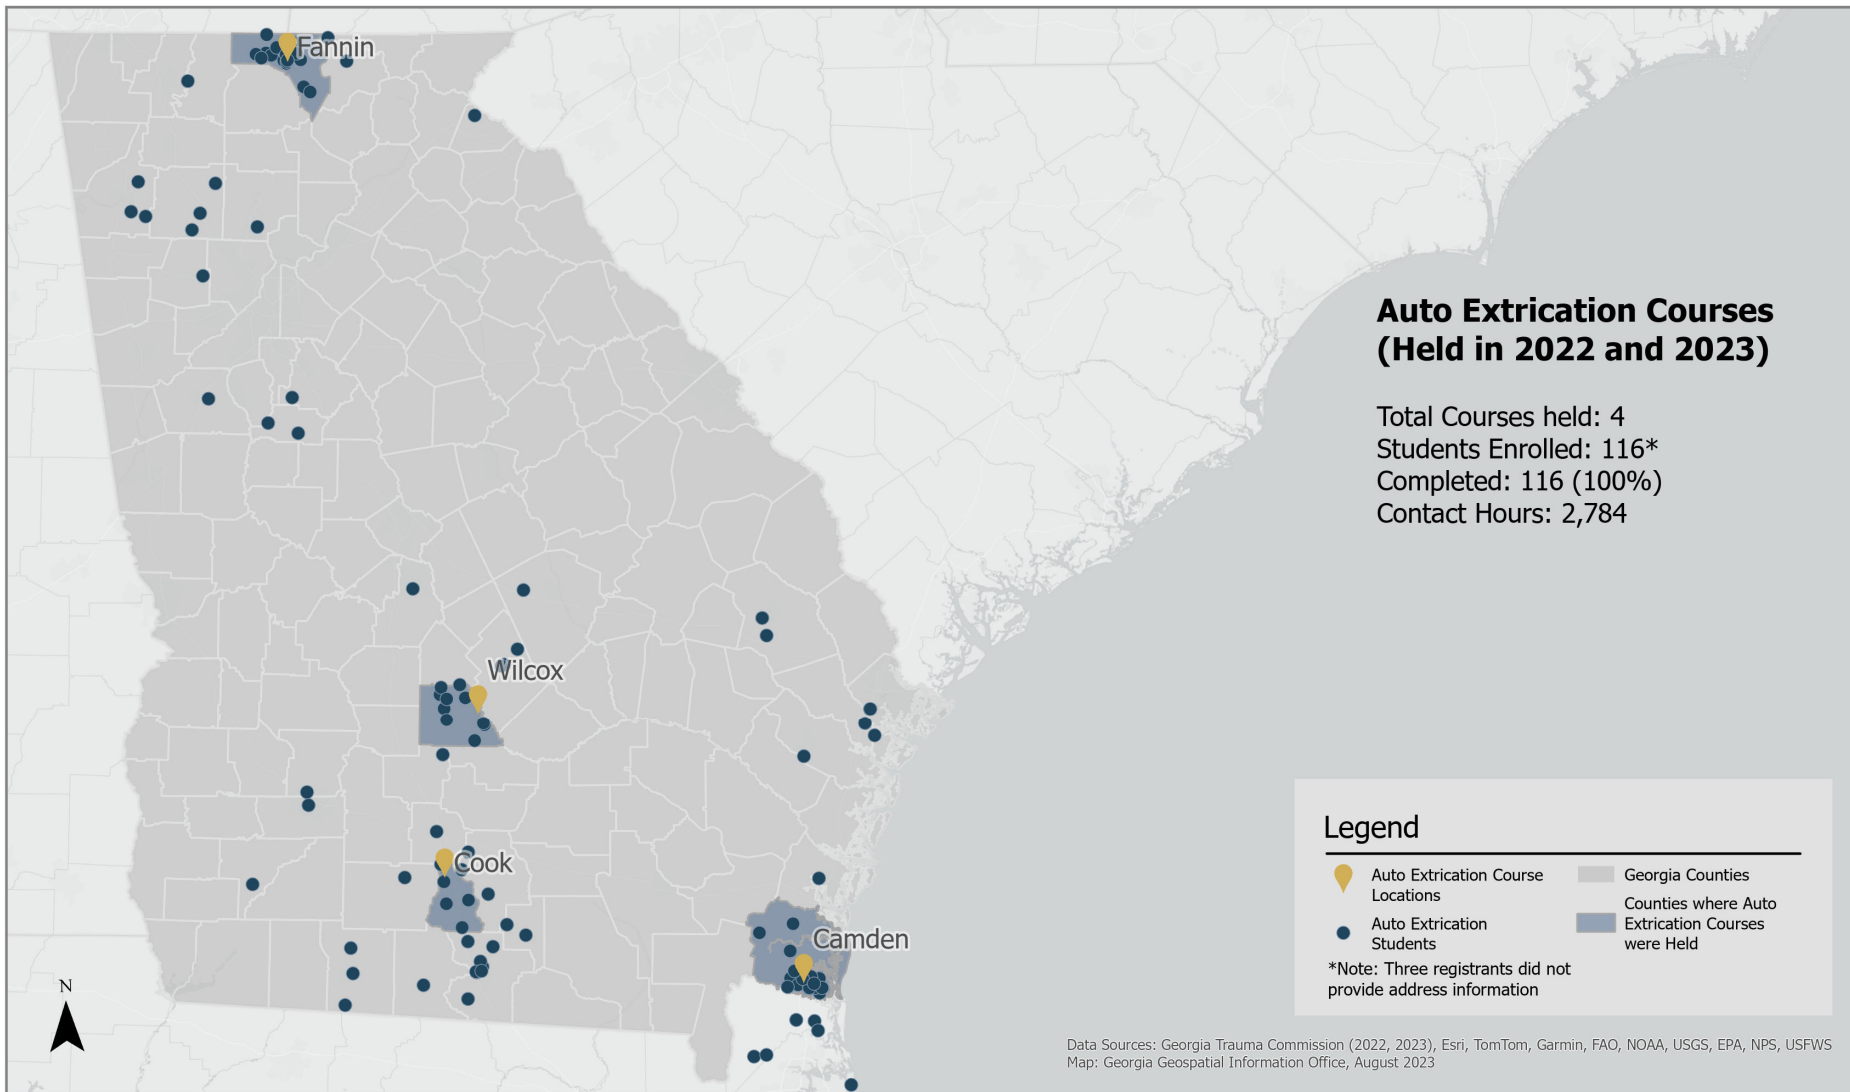 Fannin
Auto Extrication Courses
(Held in 2022 and 2023)
Total Courses held: 4
Students Enrolled: 116*
Completed: 116 (100%)
Contact Hours: 2,784
Wilcox
Cook
Camden
Legend
Auto Extrication Course
Locations
Auto Extrication
Students
Georgia Counties
Counties where Auto
Extrication Courses
were Held
*Note: Three registrants did not
provide address information
N
Data Sources: Georgia Trauma Commission (2022, 2023), Esri, TomTom, Garmin, FAO, NOAA, USGS, EPA, NPS, USFWS
Map: Georgia Geospatial Information Office, August 2023